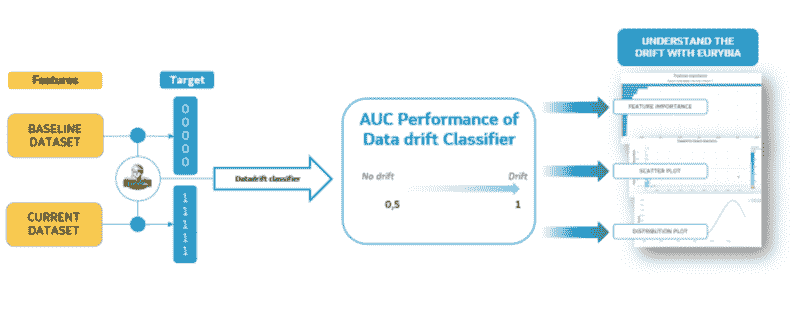 UNDERSTAND THE
DRIFT WITH EURYBIA
Features
Target
BASELINE
DATASET
0
0
0
0
0
CURRENT
DATASET
1
1
1
1
1
Datadrift classifier
AUC Performance of
Data drift Classifier
No drift
Drift
0,5
1
FEATURE IMPORTANCE
SCATTER PLOT
DISTRIBUTION PLOT